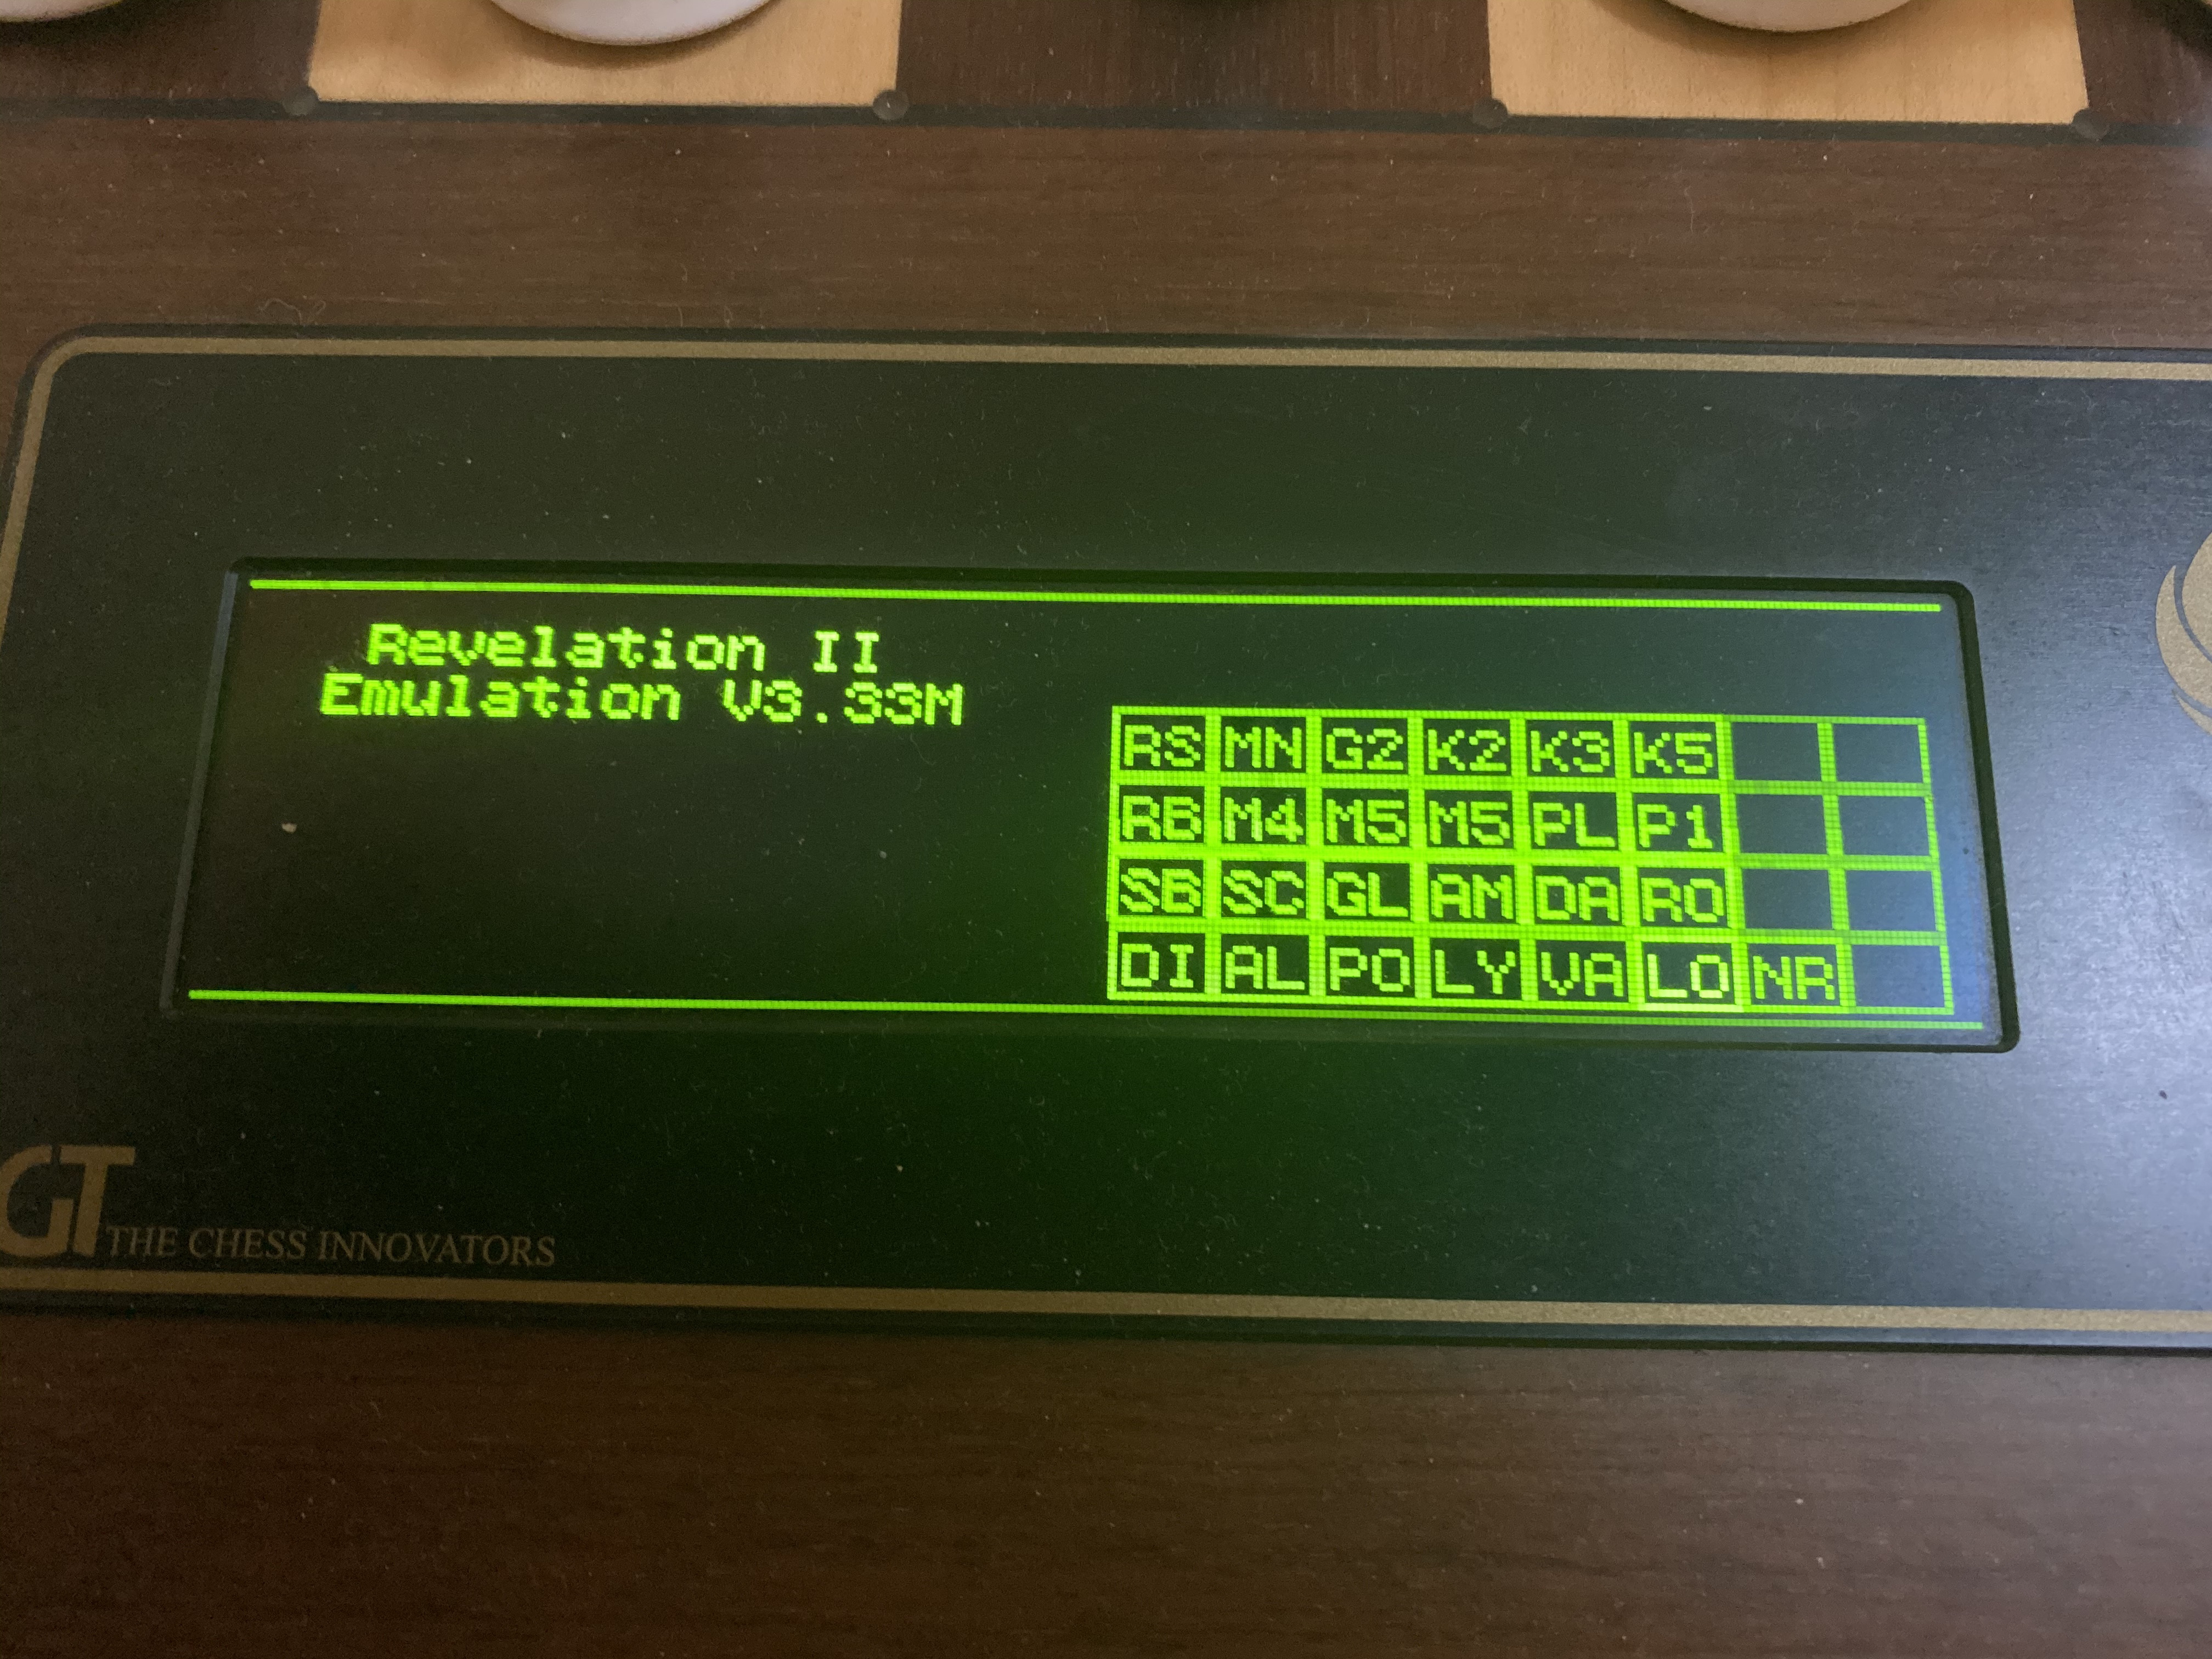 Revelation II
Emulation V3.33M
RS MN G2 K2 K3 K5
RB M4 M5 M5 PL P1
SB SC GL AM DA RO
DI AL PO LY VA LO NR
GT THE CHESS INNOVATORS